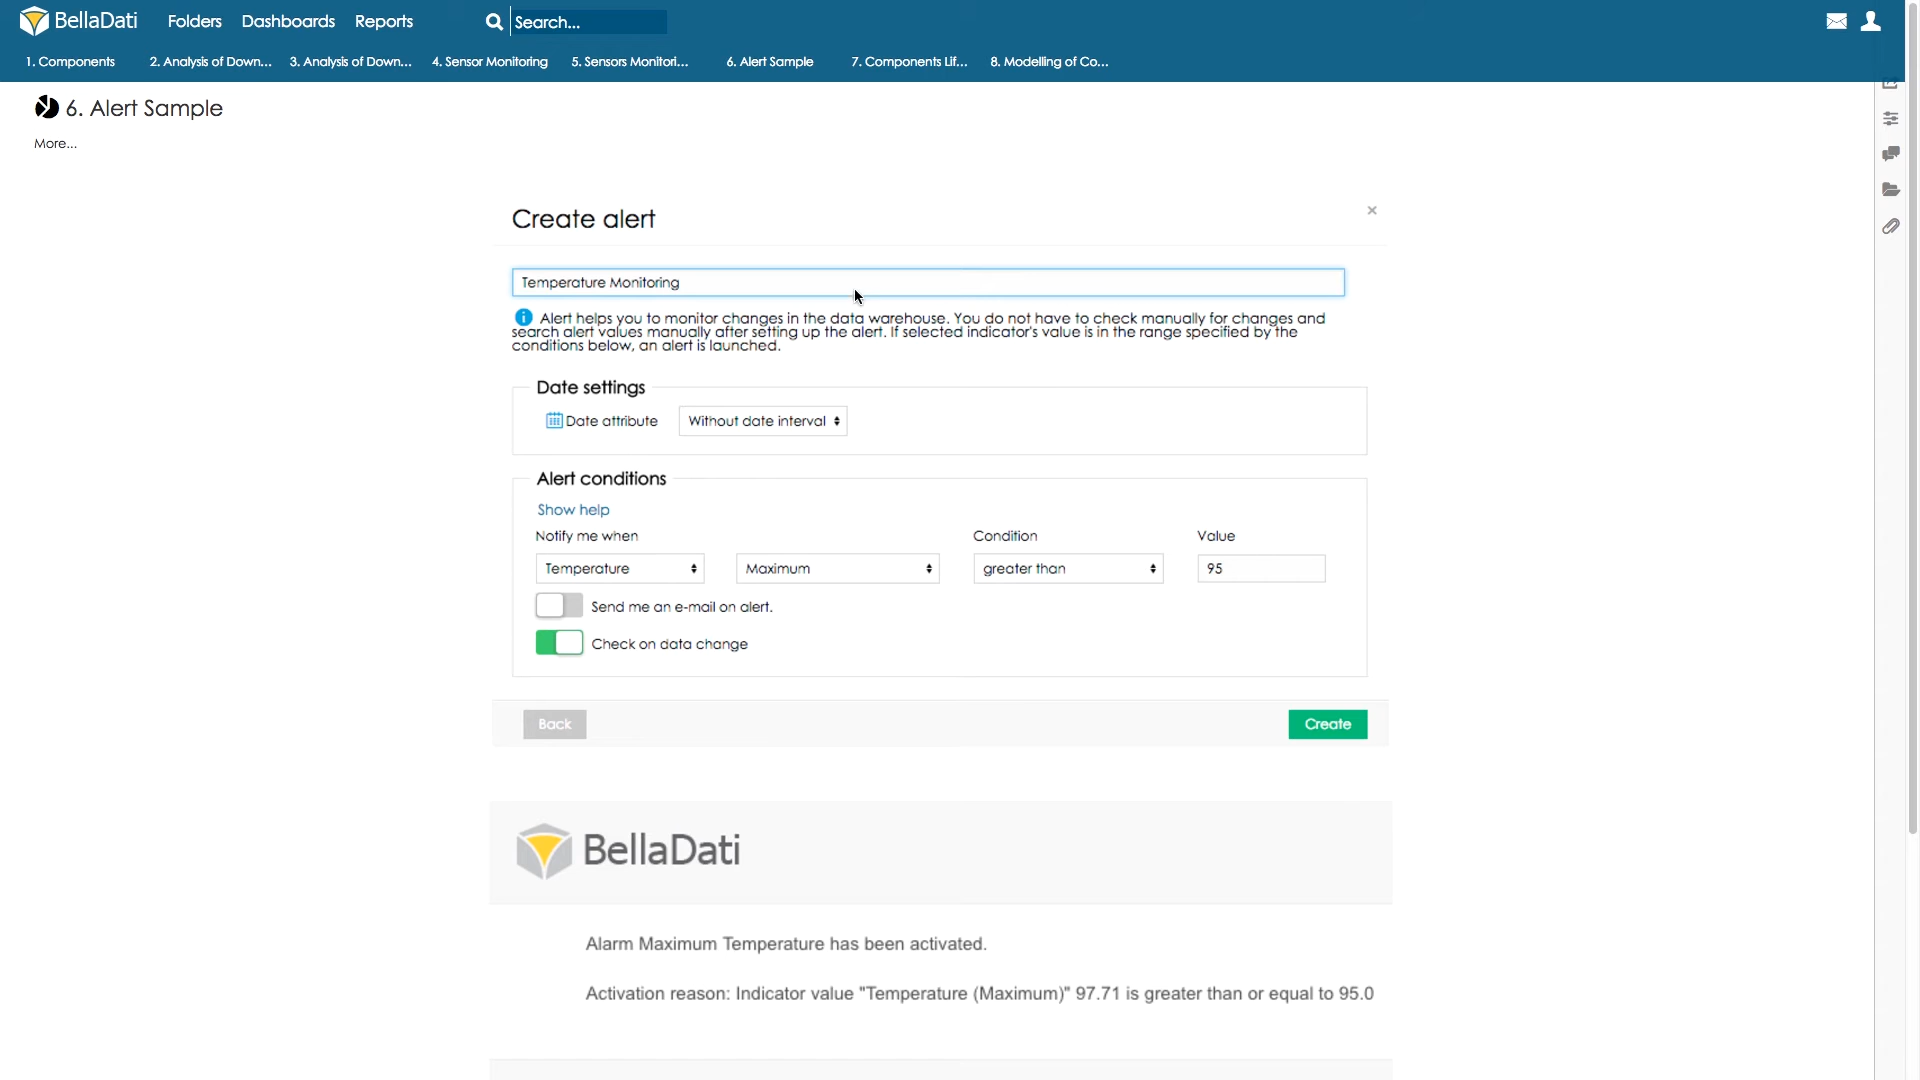 BellaDati Folders Dashboards Reports Search...
1. Components 2. Analysis of Down... 3. Analysis of Down... 4. Sensor Monitoring 5. Sensors Monitori... 6. Alert Sample 7. Components Lif... 8. Modelling of Co...
6. Alert Sample
More...
Create alert ×
Temperature Monitoring
Alert helps you to monitor changes in the data warehouse. You do not have to check manually for changes and
search alert values manually after setting up the alert. If selected indicator's value is in the range specified by the
conditions below, an alert is launched.
Date settings
Date attribute Without date interval
Alert conditions
Show help
Notify me when Condition Value
Temperature Maximum greater than 95
Send me an e-mail on alert.
Check on data change
Back Create
BellaDati
Alarm Maximum Temperature has been activated.
Activation reason: Indicator value "Temperature (Maximum)" 97.71 is greater than or equal to 95.0